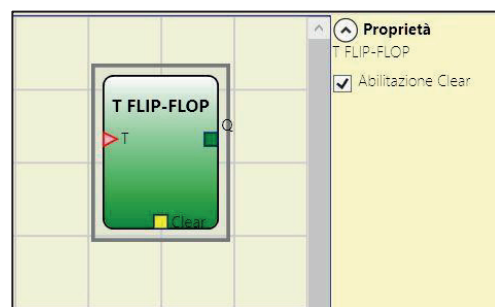 T FLIP-FLOP
T
Q
Clear
Proprietà
T FLIP-FLOP
Abilitazione Clear